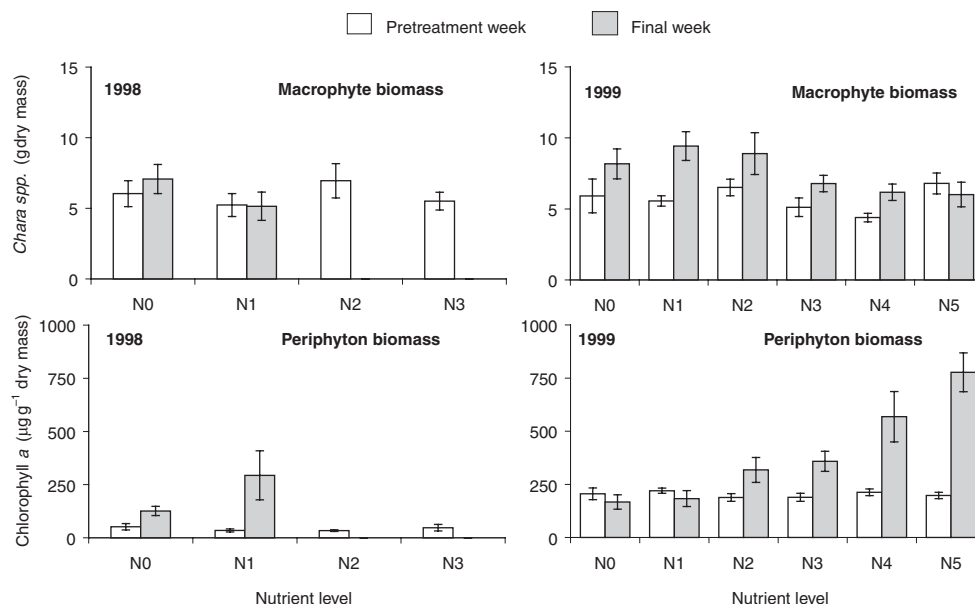 Pretreatment week Final week
15 1998 Macrophyte biomass 15 1999 Macrophyte biomass
10 10
5 5
0 0
N0 N1 N2 N3 N0 N1 N2 N3 N4 N5
Chara spp. (gdry mass)
1000 1998 Periphyton biomass 1000 1999 Periphyton biomass
750 750
500 500
250 250
0 0
N0 N1 N2 N3 N0 N1 N2 N3 N4 N5
Chlorophyll a (µg g⁻¹ dry mass)
Nutrient level Nutrient level